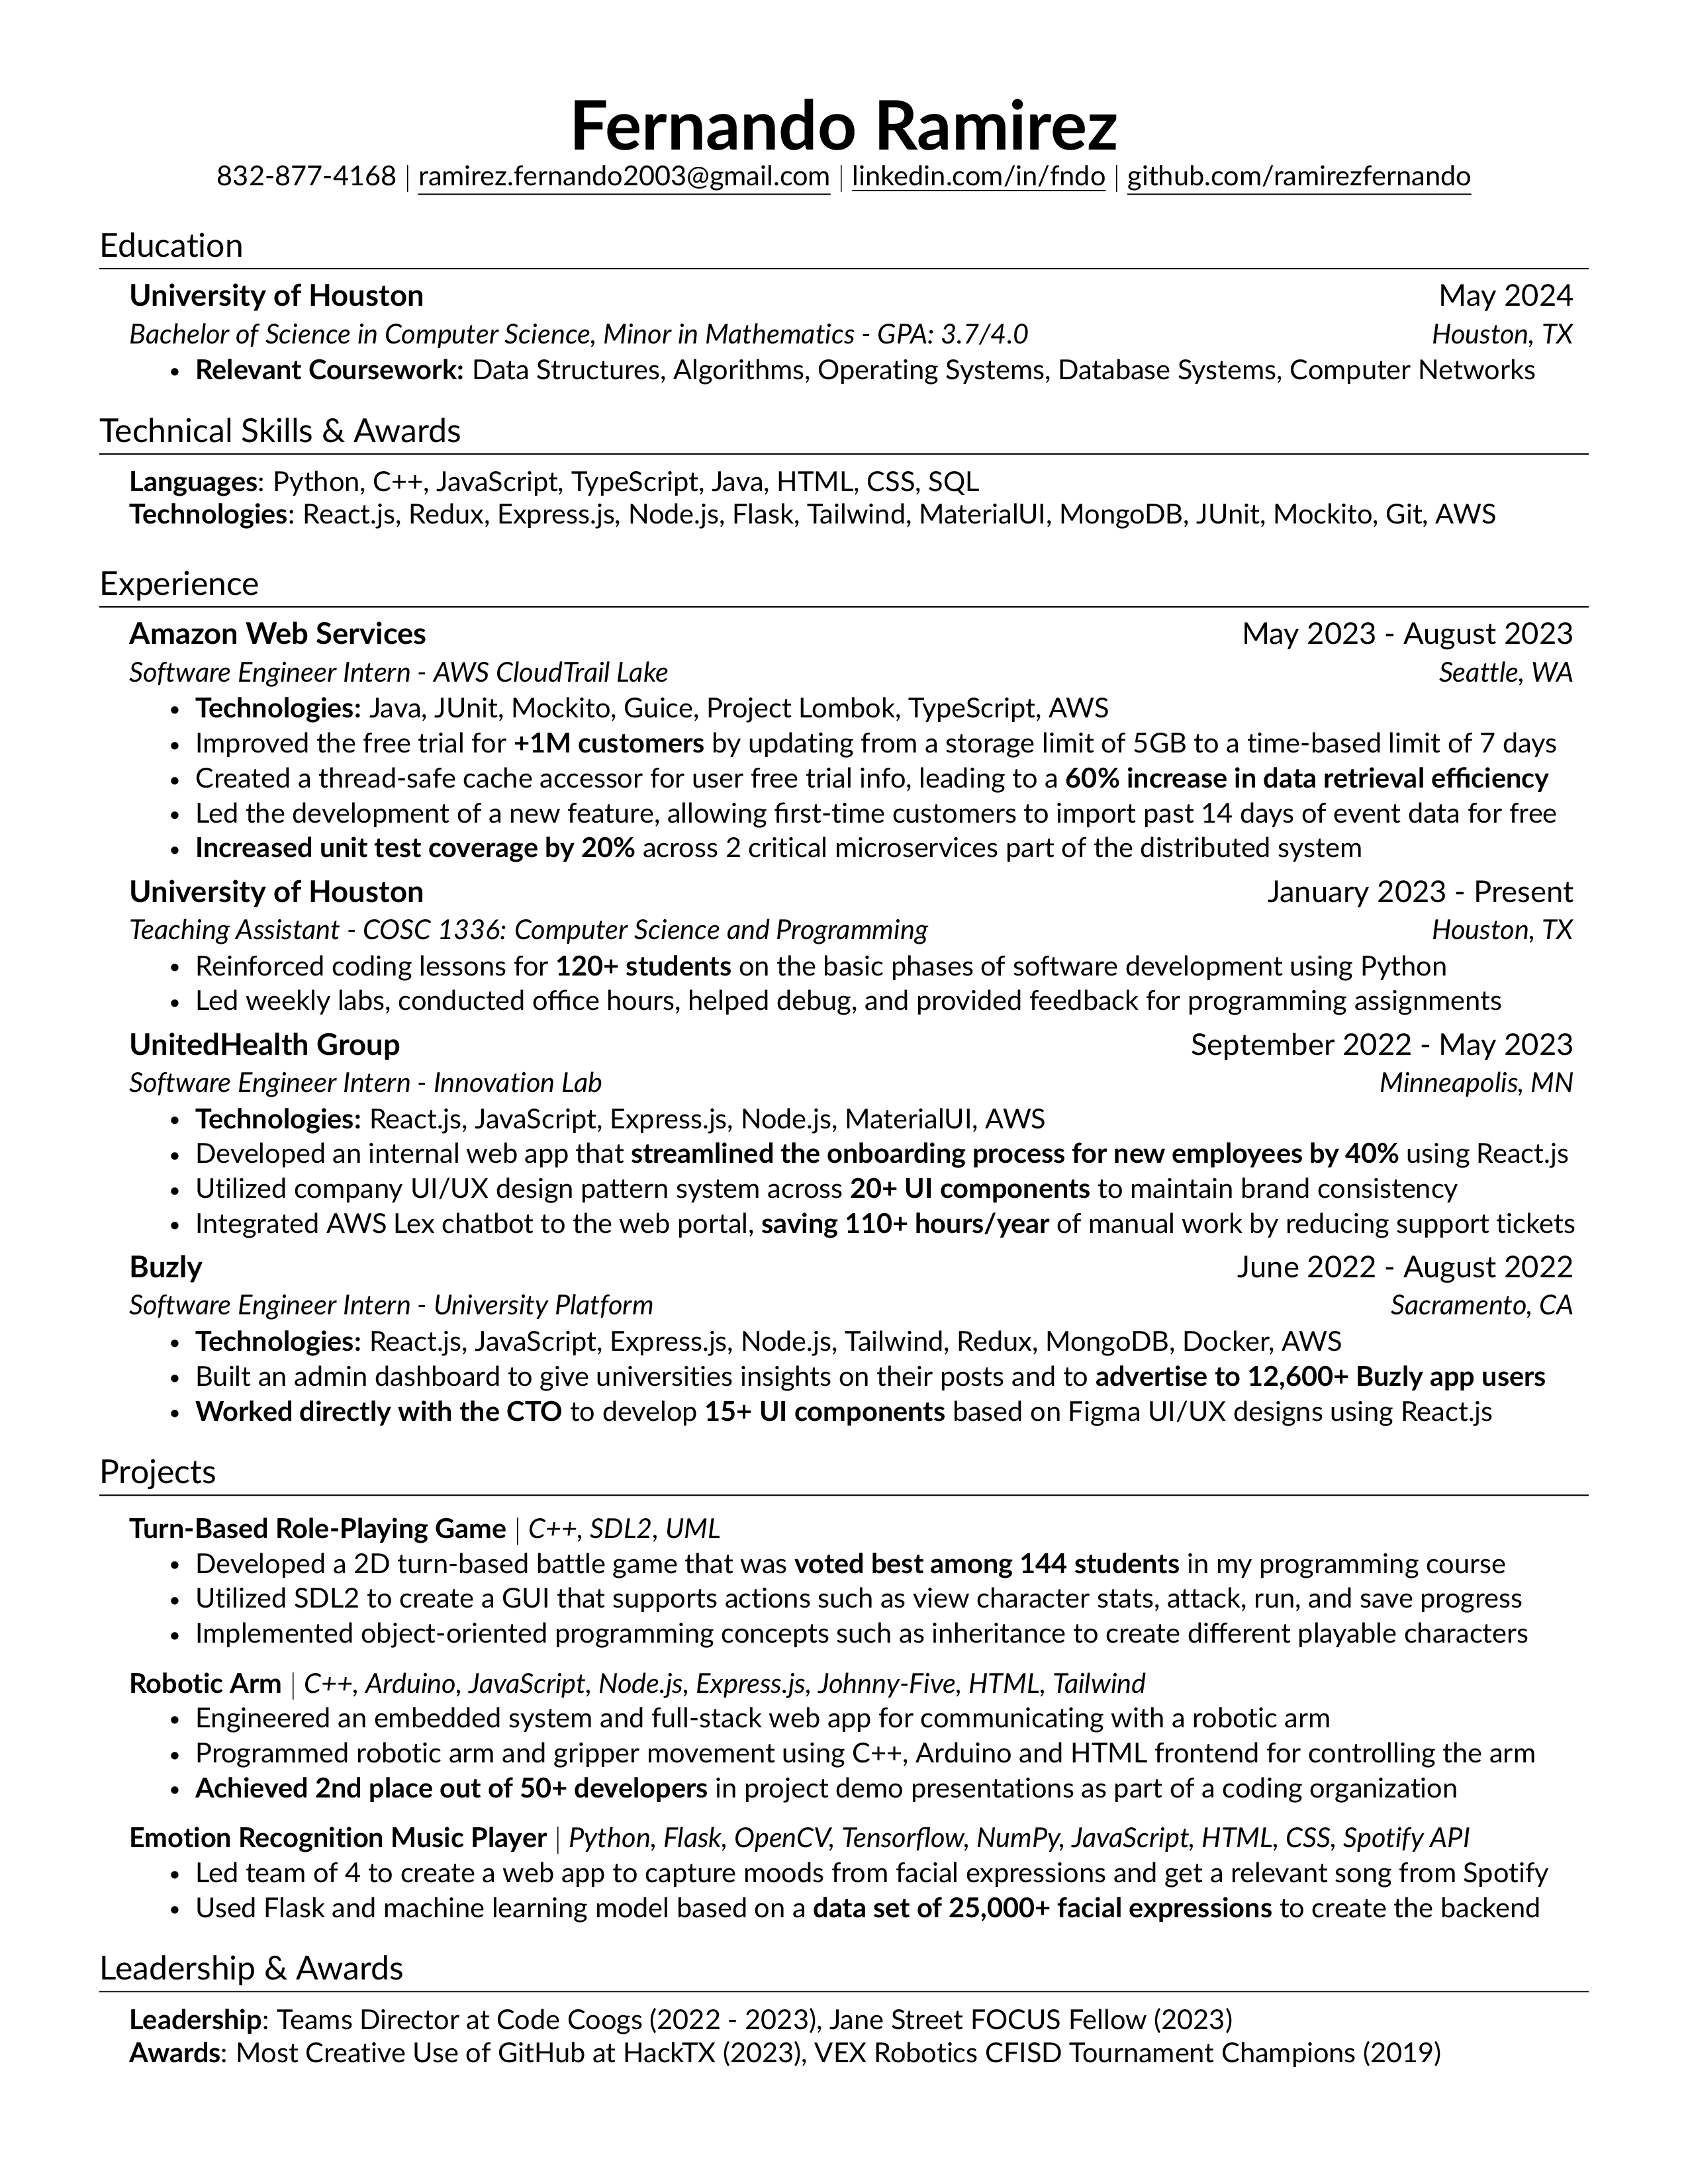 Fernando Ramirez
832-877-4168 | ramirez.fernando2003@gmail.com | linkedin.com/in/fndo | github.com/ramirezfernando
Education
University of Houston May 2024
Bachelor of Science in Computer Science, Minor in Mathematics - GPA: 3.7/4.0 Houston, TX
• Relevant Coursework: Data Structures, Algorithms, Operating Systems, Database Systems, Computer Networks
Technical Skills & Awards
Languages: Python, C++, JavaScript, TypeScript, Java, HTML, CSS, SQL
Technologies: React.js, Redux, Express.js, Node.js, Flask, Tailwind, MaterialUI, MongoDB, JUnit, Mockito, Git, AWS
Experience
Amazon Web Services May 2023 - August 2023
Software Engineer Intern - AWS CloudTrail Lake Seattle, WA
• Technologies: Java, JUnit, Mockito, Guice, Project Lombok, TypeScript, AWS
• Improved the free trial for +1M customers by updating from a storage limit of 5GB to a time-based limit of 7 days
• Created a thread-safe cache accessor for user free trial info, leading to a 60% increase in data retrieval efficiency
• Led the development of a new feature, allowing first-time customers to import past 14 days of event data for free
• Increased unit test coverage by 20% across 2 critical microservices part of the distributed system
University of Houston January 2023 - Present
Teaching Assistant - COSC 1336: Computer Science and Programming Houston, TX
• Reinforced coding lessons for 120+ students on the basic phases of software development using Python
• Led weekly labs, conducted office hours, helped debug, and provided feedback for programming assignments
UnitedHealth Group September 2022 - May 2023
Software Engineer Intern - Innovation Lab Minneapolis, MN
• Technologies: React.js, JavaScript, Express.js, Node.js, MaterialUI, AWS
• Developed an internal web app that streamlined the onboarding process for new employees by 40% using React.js
• Utilized company UI/UX design pattern system across 20+ UI components to maintain brand consistency
• Integrated AWS Lex chatbot to the web portal, saving 110+ hours/year of manual work by reducing support tickets
Buzly June 2022 - August 2022
Software Engineer Intern - University Platform Sacramento, CA
• Technologies: React.js, JavaScript, Express.js, Node.js, Tailwind, Redux, MongoDB, Docker, AWS
• Built an admin dashboard to give universities insights on their posts and to advertise to 12,600+ Buzly app users
• Worked directly with the CTO to develop 15+ UI components based on Figma UI/UX designs using React.js
Projects
Turn-Based Role-Playing Game | C++, SDL2, UML
• Developed a 2D turn-based battle game that was voted best among 144 students in my programming course
• Utilized SDL2 to create a GUI that supports actions such as view character stats, attack, run, and save progress
• Implemented object-oriented programming concepts such as inheritance to create different playable characters
Robotic Arm | C++, Arduino, JavaScript, Node.js, Express.js, Johnny-Five, HTML, Tailwind
• Engineered an embedded system and full-stack web app for communicating with a robotic arm
• Programmed robotic arm and gripper movement using C++, Arduino and HTML frontend for controlling the arm
• Achieved 2nd place out of 50+ developers in project demo presentations as part of a coding organization
Emotion Recognition Music Player | Python, Flask, OpenCV, Tensorflow, NumPy, JavaScript, HTML, CSS, Spotify API
• Led team of 4 to create a web app to capture moods from facial expressions and get a relevant song from Spotify
• Used Flask and machine learning model based on a data set of 25,000+ facial expressions to create the backend
Leadership & Awards
Leadership: Teams Director at Code Coogs (2022 - 2023), Jane Street FOCUS Fellow (2023)
Awards: Most Creative Use of GitHub at HackTX (2023), VEX Robotics CFISD Tournament Champions (2019)